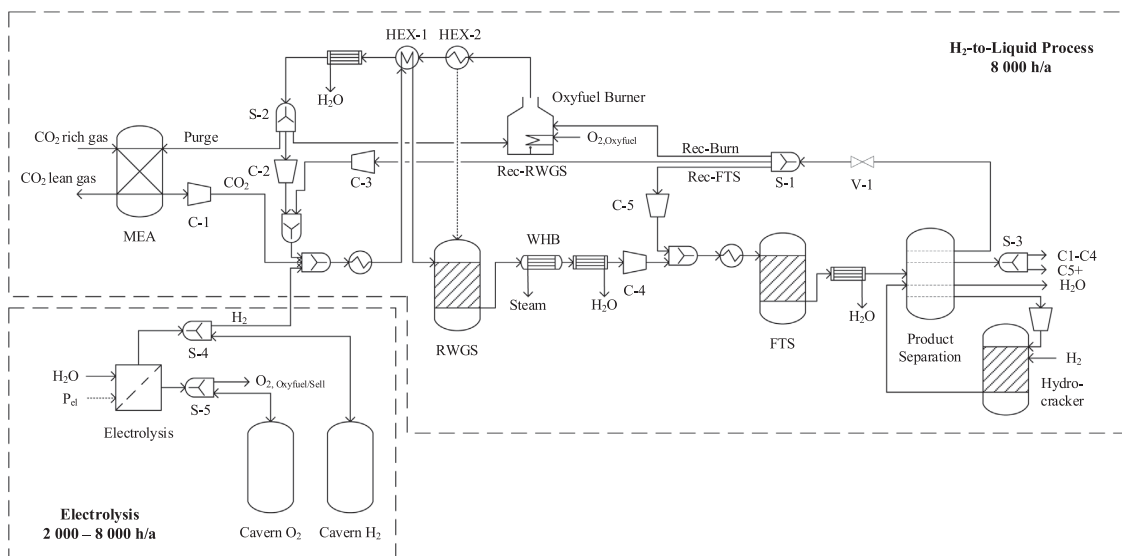 HEX-1
HEX-2
H2-to-Liquid Process
8 000 h/a
H2O
Oxyfuel Burner
S-2
CO2 rich gas
Purge
O2,Oxyfuel
Rec-Burn
C-2
Rec-RWGS
Rec-FTS
S-1
V-1
C-3
CO2 lean gas
CO2
C-1
C-5
MEA
WHB
S-3
C1-C4
C5+
H2O
C-4
Steam
H2O
H2O
RWGS
FTS
Product
Separation
H2
Hydro-
cracker
H2
S-4
H2O
O2, Oxyfuel/Sell
Pel
S-5
Electrolysis
Electrolysis
2 000 – 8 000 h/a
Cavern O2
Cavern H2